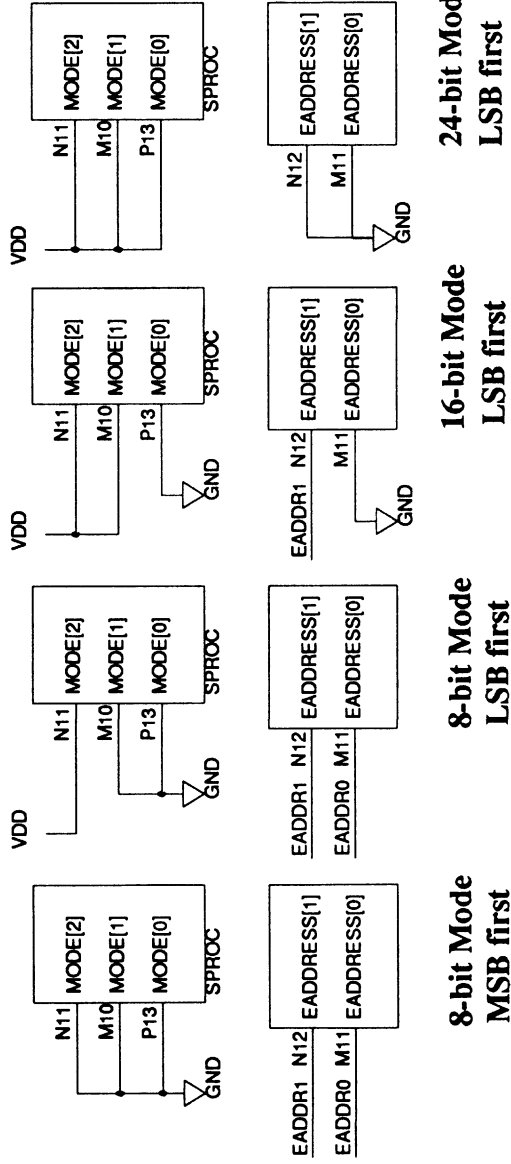 VDD
N11 MODE[2]
M10 MODE[1]
P13 MODE[0]
SPROC
N12 EADDRESS[1]
M11 EADDRESS[0]
GND
24-bit Mod
LSB first
VDD
N11 MODE[2]
M10 MODE[1]
P13 MODE[0]
GND
SPROC
EADDR1 N12 EADDRESS[1]
M11 EADDRESS[0]
GND
16-bit Mode
LSB first
VDD
N11 MODE[2]
M10 MODE[1]
P13 MODE[0]
GND
SPROC
EADDR1 N12 EADDRESS[1]
EADDR0 M11 EADDRESS[0]
8-bit Mode
LSB first
N11 MODE[2]
M10 MODE[1]
P13 MODE[0]
GND
SPROC
EADDR1 N12 EADDRESS[1]
EADDR0 M11 EADDRESS[0]
8-bit Mode
MSB first